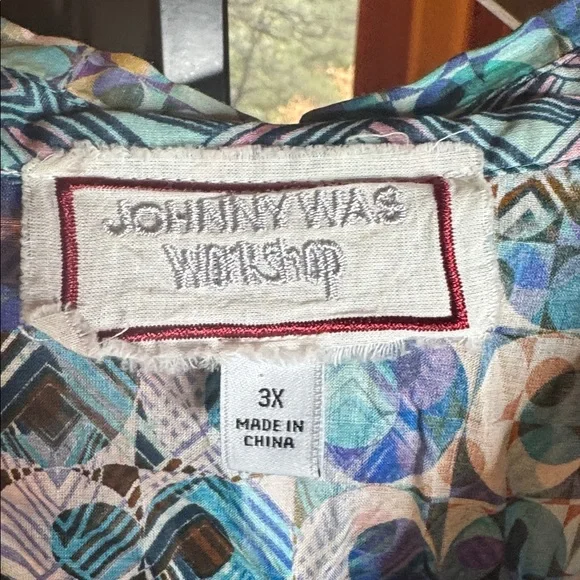 JOHNNY WAS
WorkShop
3X
MADE IN
CHINA